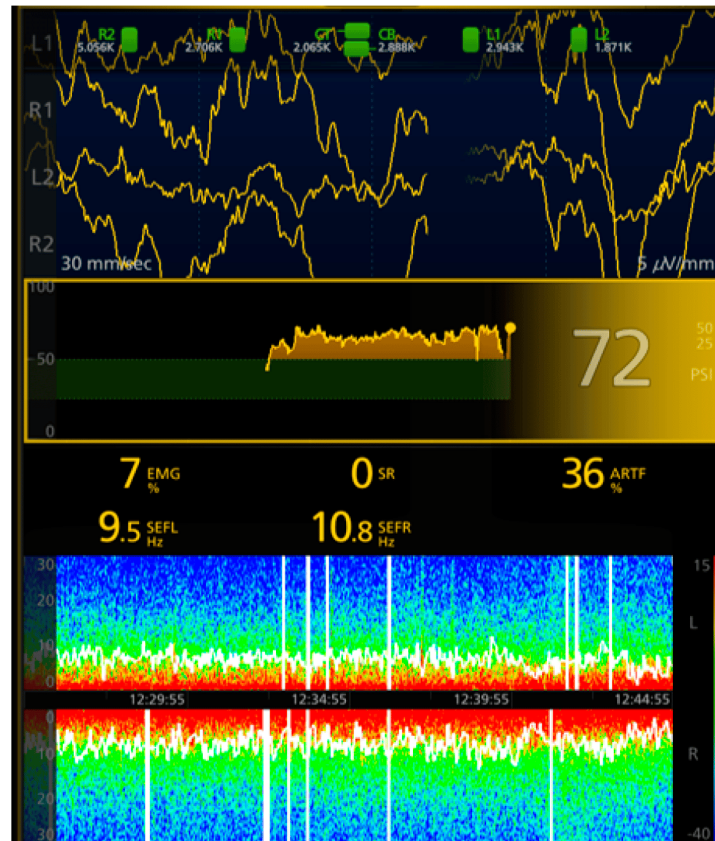 L1 R2 R1 CT CB L1 L2
5.056K 2.706K 2.065K 2.888K 2.943K 1.871K
R1
L2
R2
30 mm/sec 5 μV/mm
100
50
0
72
50
25
PSI
7 EMG % 0 SR 36 ARTF %
9.5 SEFL Hz 10.8 SEFR Hz
30 15
20
10 L
0
12:29:55 12:34:55 12:39:55 12:44:55
0
10 R
20
30 -40